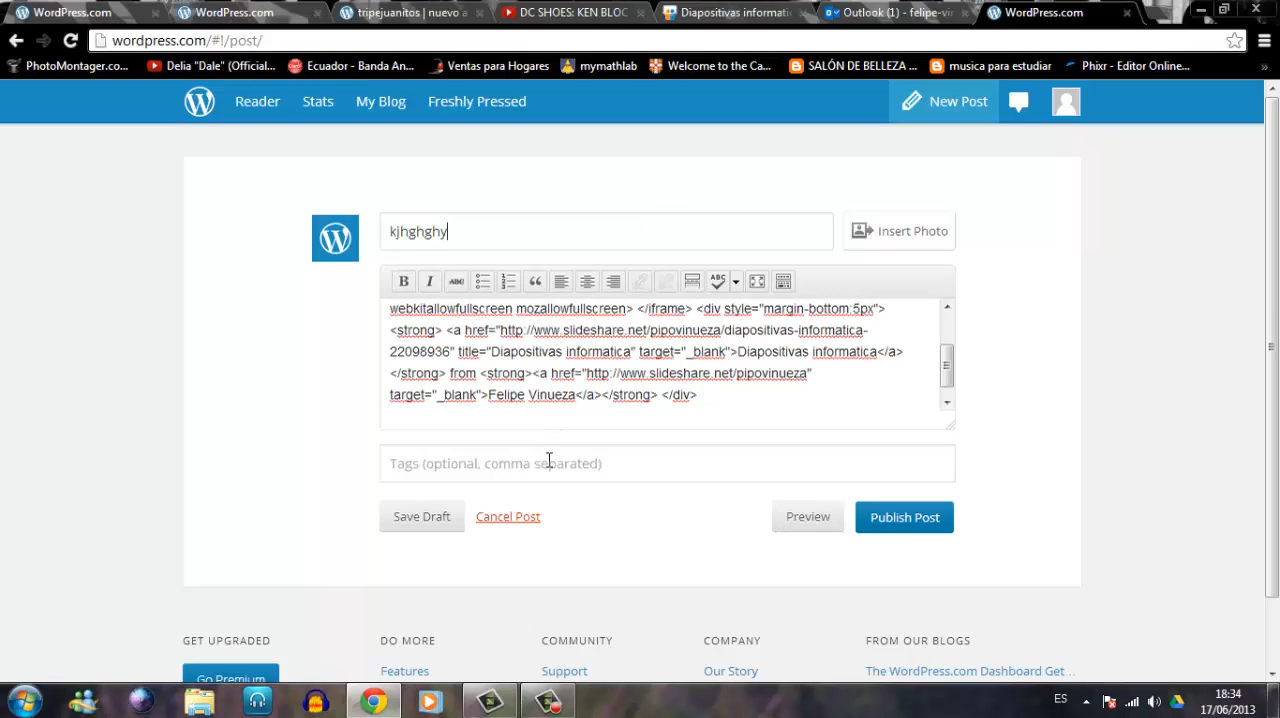 WordPress.com
WordPress.com
tripejuanitos | nuevo a
DC SHOES: KEN BLOC
Diapositivas informati
Outlook (1) - felipe-vi
WordPress.com
wordpress.com/#!/post/
PhotoMontager.co...
Delia "Dale" (Official...
Ecuador - Banda An...
Ventas para Hogares
mymathlab
Welcome to the Ca...
SALÓN DE BELLEZA ...
musica para estudiar
Phixr - Editor Online...
»
Reader
Stats
My Blog
Freshly Pressed
New Post
kjhghghy
Insert Photo
B
I
ABC
ABC
webkitallowfullscreen mozallowfullscreen> </iframe> <div style="margin-bottom:5px">
<strong> <a href="http://www.slideshare.net/pipovinueza/diapositivas-informatica-
22098936" title="Diapositivas informatica" target="_blank">Diapositivas informatica</a>
</strong> from <strong><a href="http://www.slideshare.net/pipovinueza"
target="_blank">Felipe Vinueza</a></strong> </div>
Tags (optional, comma separated)
Save Draft
Cancel Post
Preview
Publish Post
GET UPGRADED
DO MORE
COMMUNITY
COMPANY
FROM OUR BLOGS
Go Premium
Features
Support
Our Story
The WordPress.com Dashboard Get...
ES
18:34
17/06/2013